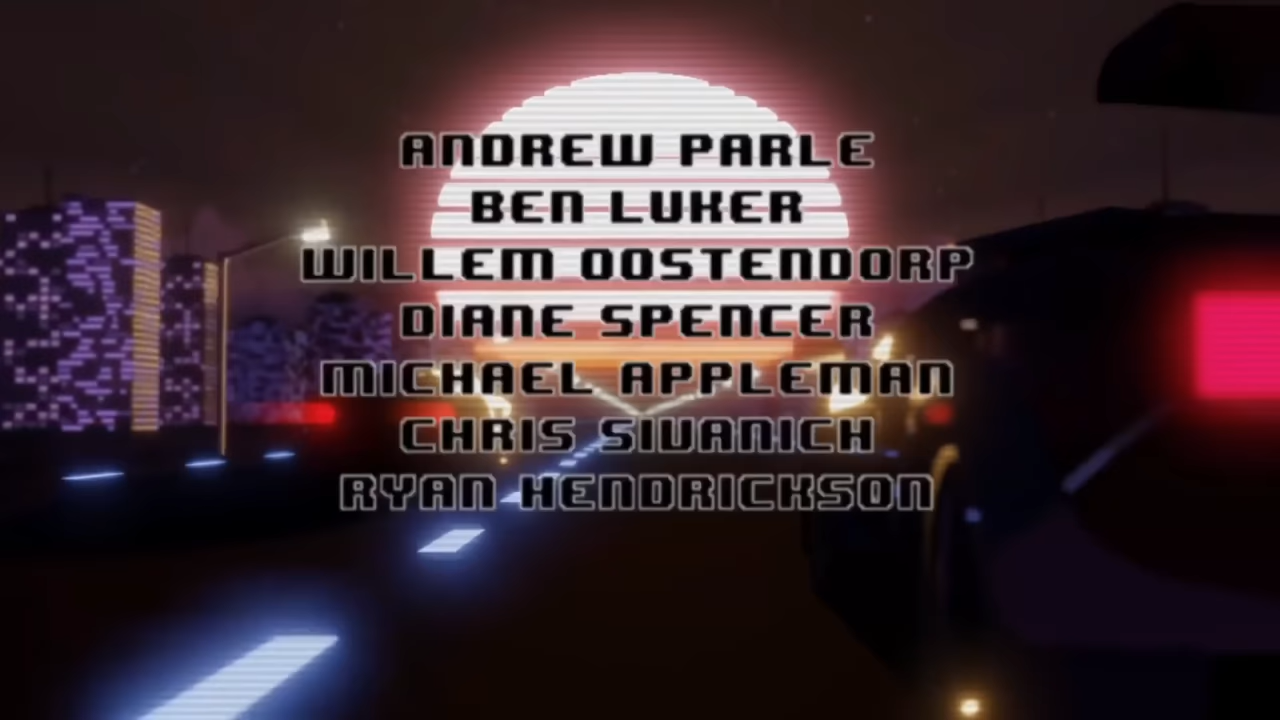 ANDREW PARLE
BEN LUKER
WILLEM OOSTENDORP
DIANE SPENCER
MICHAEL APPLEMAN
CHRIS SIVANICH
RYAN HENDRICKSON